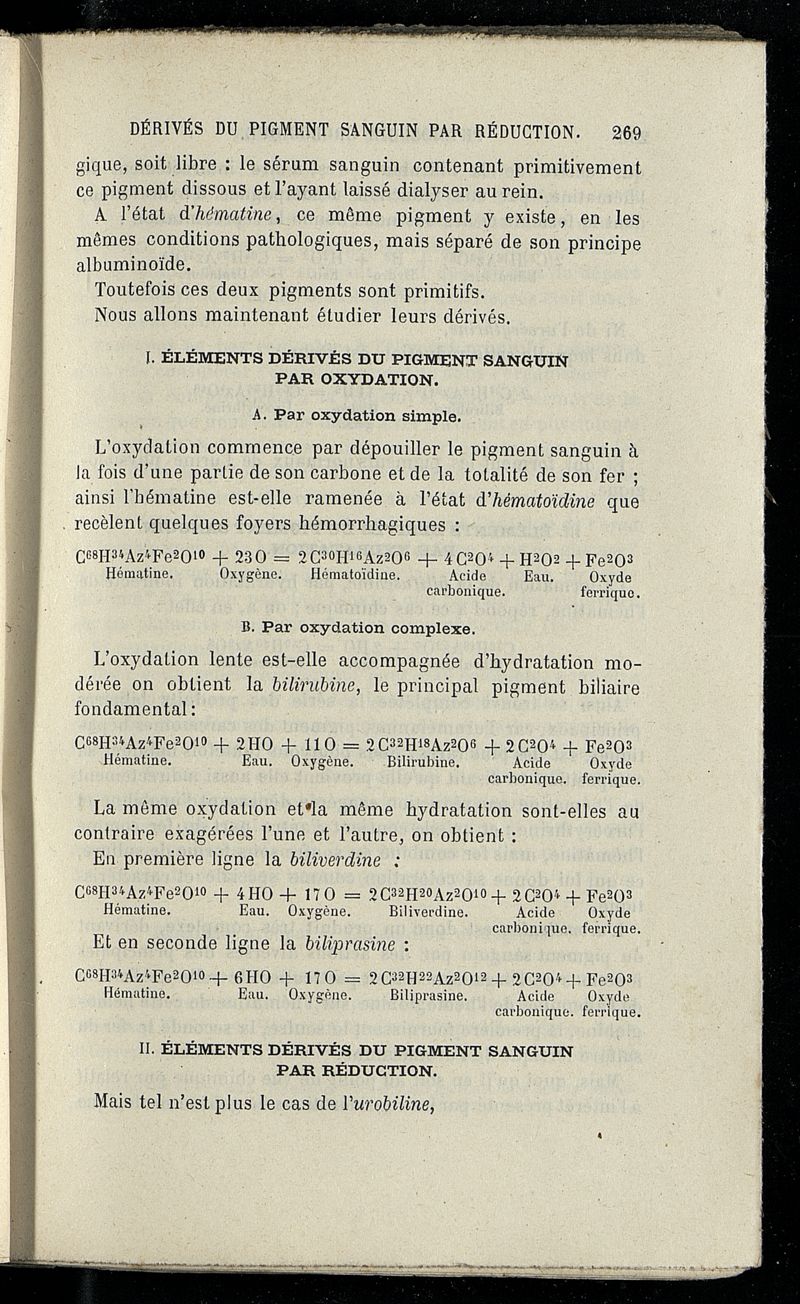 DÉRIVÉS DU PIGMENT SANGUIN PAR RÉDUCTION. 269
gique, soit libre : le sérum sanguin contenant primitivement
ce pigment dissous et l'ayant laissé dialyser au rein.
A l'état d'hématine, ce même pigment y existe, en les
mêmes conditions pathologiques, mais séparé de son principe
albuminoïde.
Toutefois ces deux pigments sont primitifs.
Nous allons maintenant étudier leurs dérivés.
I. ÉLÉMENTS DÉRIVÉS DU PIGMENT SANGUIN
PAR OXYDATION.
A. Par oxydation simple.
L'oxydation commence par dépouiller le pigment sanguin à
la fois d'une partie de son carbone et de la totalité de son fer ;
ainsi l'hématine est-elle ramenée à l'état d'hématoïdine que
recèlent quelques foyers hémorrhagiques :
C⁶⁸H³⁴Az⁴Fe²O¹⁰ + 23O = 2C³⁰H¹⁶Az²O⁶ + 4C²O⁴ + H²O² + Fe²O³
Hématine. Oxygène. Hématoïdine. Acide Eau. Oxyde
carbonique. ferrique.
B. Par oxydation complexe.
L'oxydation lente est-elle accompagnée d'hydratation mo-
dérée on obtient la bilirubine, le principal pigment biliaire
fondamental :
C⁶⁸H³⁴Az⁴Fe²O¹⁰ + 2HO + 11O = 2C³²H¹⁸Az²O⁶ + 2C²O⁴ + Fe²O³
Hématine. Eau. Oxygène. Bilirubine. Acide Oxyde
carbonique. ferrique.
La même oxydation et la même hydratation sont-elles au
contraire exagérées l'une et l'autre, on obtient :
En première ligne la biliverdine :
C⁶⁸H³⁴Az⁴Fe²O¹⁰ + 4HO + 17O = 2C³²H²⁰Az²O¹⁰ + 2C²O⁴ + Fe²O³
Hématine. Eau. Oxygène. Biliverdine. Acide Oxyde
carbonique. ferrique.
Et en seconde ligne la biliprasine :
C⁶⁸H³⁴Az⁴Fe²O¹⁰ + 6HO + 17O = 2C³²H²²Az²O¹² + 2C²O⁴ + Fe²O³
Hématine. Eau. Oxygène. Biliprasine. Acide Oxyde
carbonique. ferrique.
II. ÉLÉMENTS DÉRIVÉS DU PIGMENT SANGUIN
PAR RÉDUCTION.
Mais tel n'est plus le cas de l'urobiline,